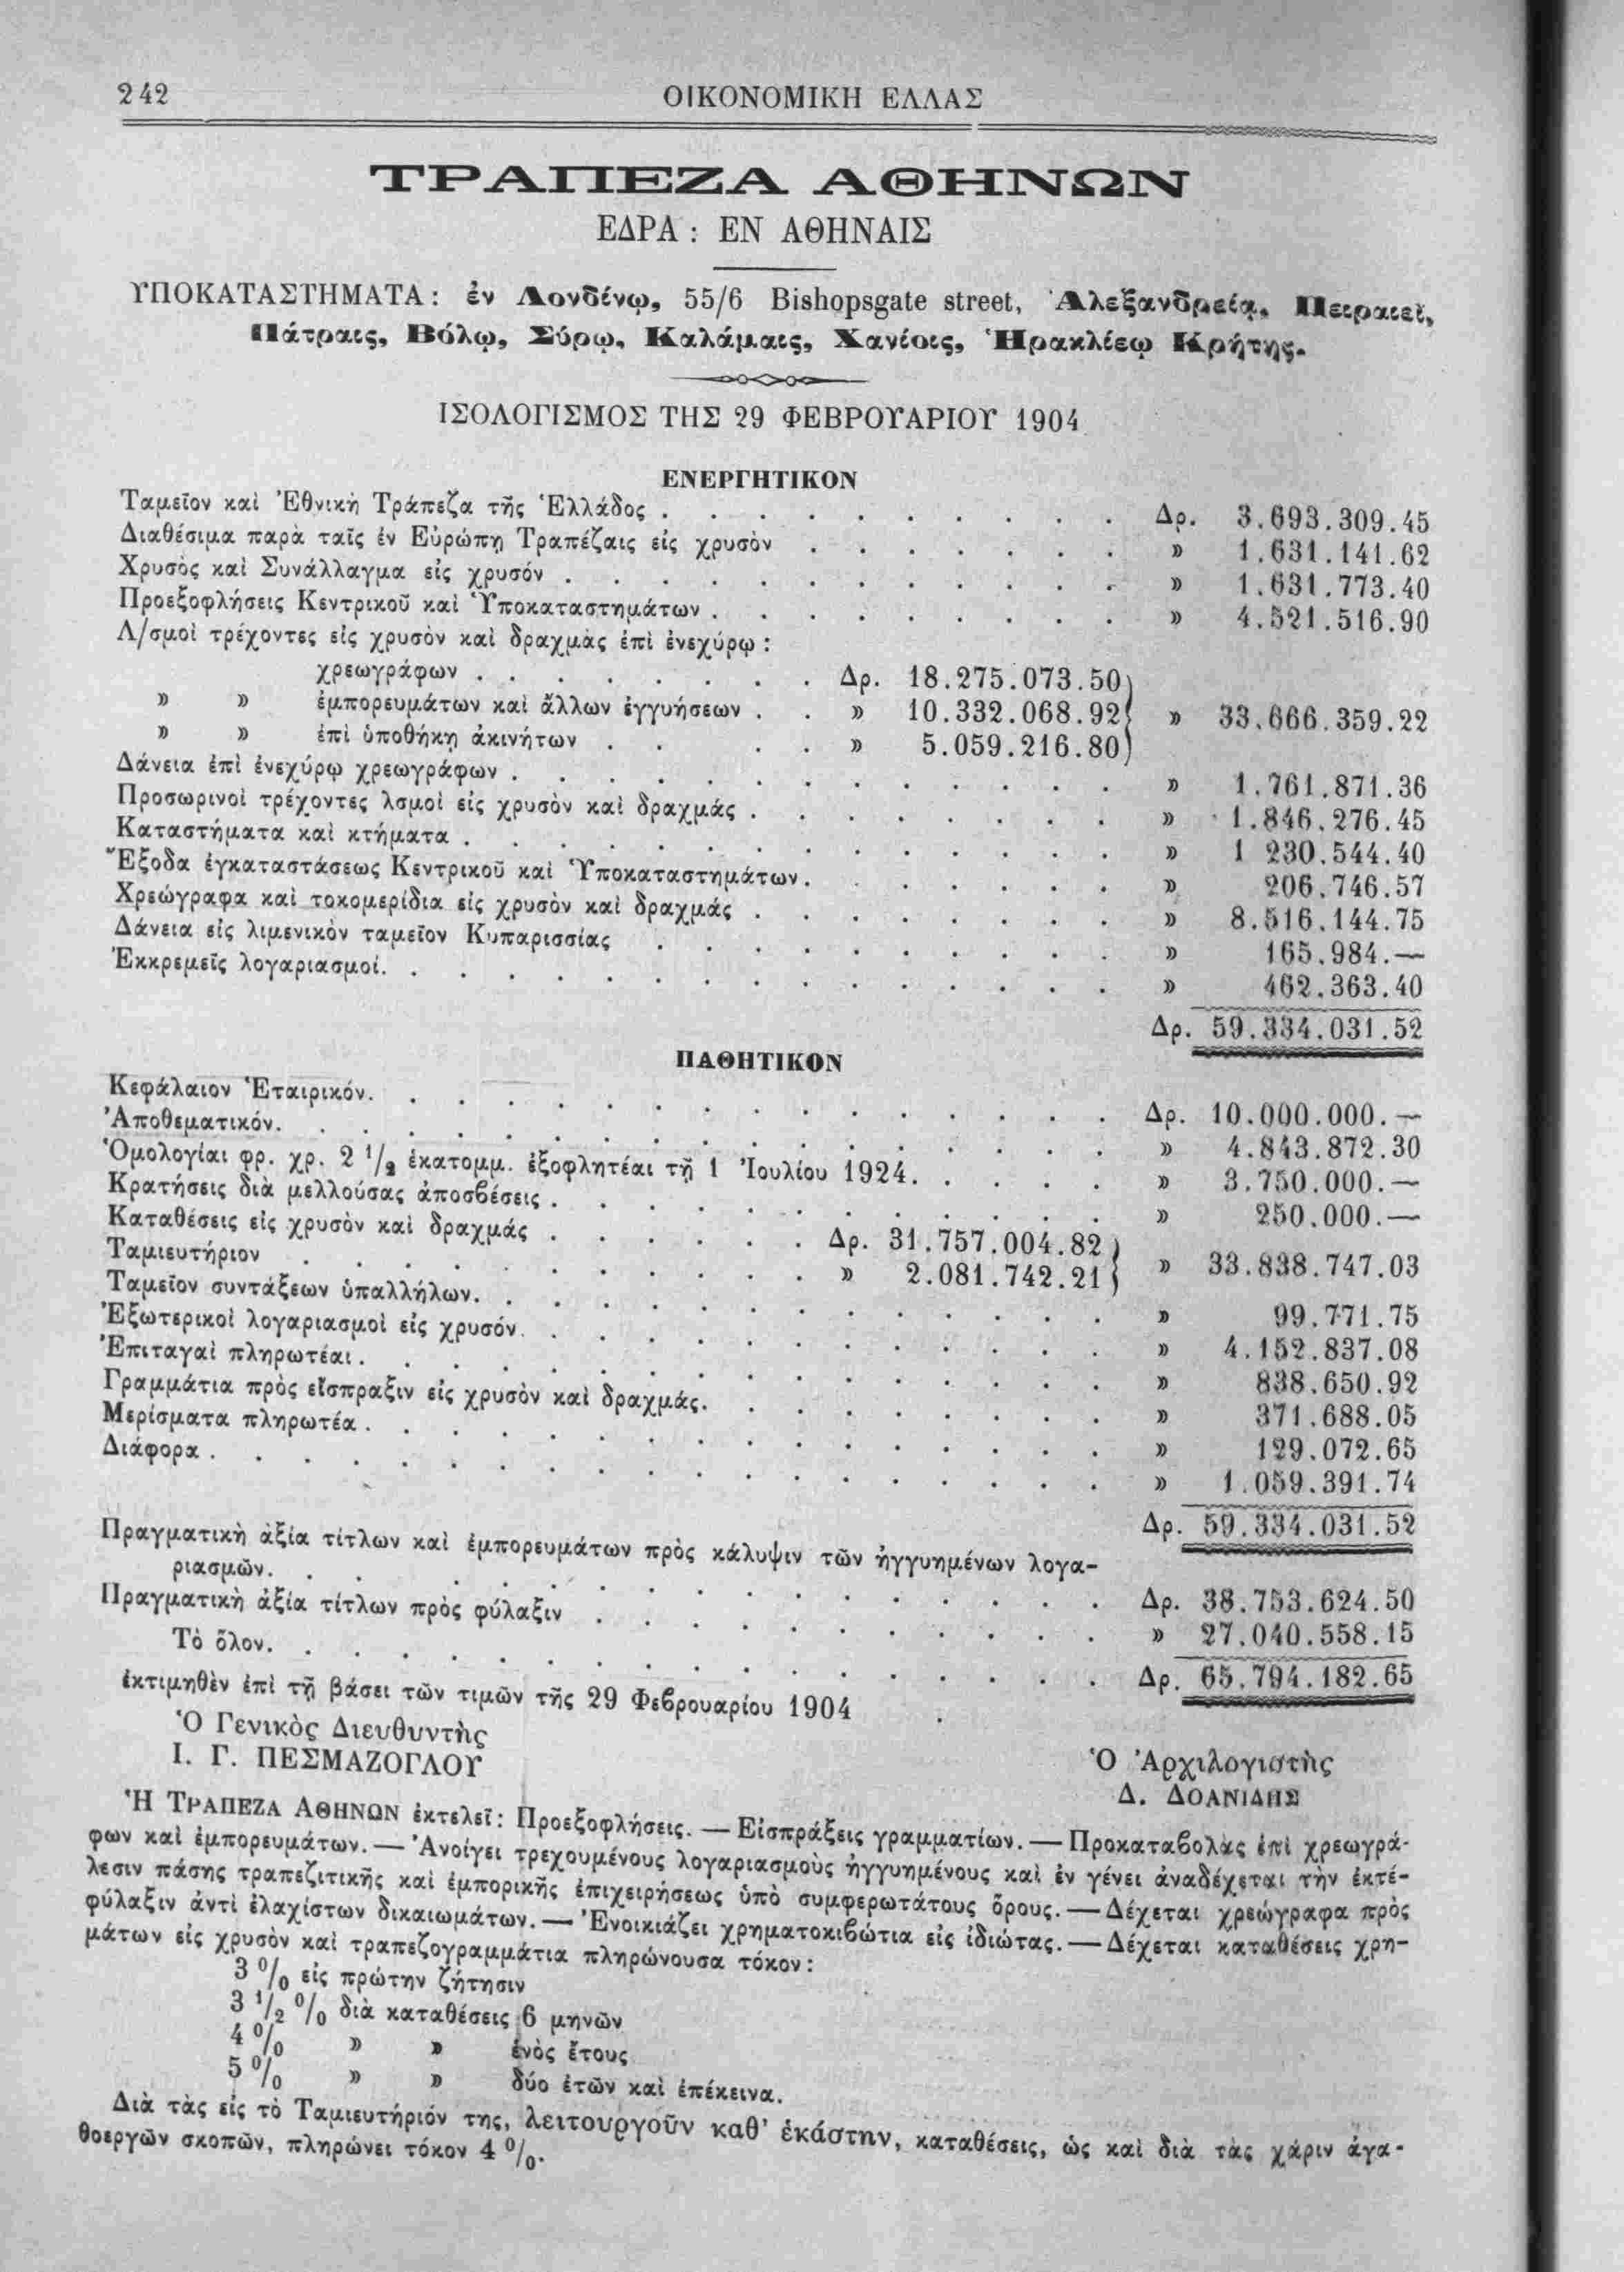 242 ΟΙΚΟΝΟΜΙΚΗ ΕΛΛΑΣ
ΤΡΑΠΕΖΑ ΑΘΗΝΩΝ
ΕΔΡΑ : ΕΝ ΑΘΗΝΑΙΣ
ΥΠΟΚΑΤΑΣΤΗΜΑΤΑ : ἐν Λονδίνῳ, 55/6 Bishopsgate street, Ἀλεξανδρείᾳ, Πειραιεῖ,
Πάτραις, Βόλῳ, Σύρῳ, Καλάμαις, Χανίοις, Ἡρακλείῳ Κρήτης.
ΙΣΟΛΟΓΙΣΜΟΣ ΤΗΣ 29 ΦΕΒΡΟΥΑΡΙΟΥ 1904
ΕΝΕΡΓΗΤΙΚΟΝ
Ταμεῖον καὶ Ἐθνικὴ Τράπεζα τῆς Ἑλλάδος . . . . . . . . . . Δρ. 3.693.309.45
Διαθέσιμα παρὰ ταῖς ἐν Εὐρώπῃ Τραπέζαις εἰς χρυσὸν . . . . . . . » 1.631.141.62
Χρυσὸς καὶ Συνάλλαγμα εἰς χρυσόν . . . . . . . . . . . . » 1.631.773.40
Προεξοφλήσεις Κεντρικοῦ καὶ Ὑποκαταστημάτων . . . . . . . . . » 4.521.516.90
Λ/σμοὶ τρέχοντες εἰς χρυσὸν καὶ δραχμὰς ἐπὶ ἐνεχύρῳ :
χρεωγράφων . . . . . . . . Δρ. 18.275.073.50
» » ἐμπορευμάτων καὶ ἄλλων ἐγγυήσεων . . » 10.332.068.92 » 33.666.359.22
» » ἐπὶ ὑποθήκῃ ἀκινήτων . . . . » 5.059.216.80
Δάνεια ἐπὶ ἐνεχύρῳ χρεωγράφων . . . . . . . . . . . . . » 1.761.871.36
Προσωρινοὶ τρέχοντες λσμοὶ εἰς χρυσὸν καὶ δραχμάς . . . . . . . . » 1.846.276.45
Καταστήματα καὶ κτήματα . . . . . . . . . . . . . . » 1 230.544.40
Ἔξοδα ἐγκαταστάσεως Κεντρικοῦ καὶ Ὑποκαταστημάτων . . . . . . . » 206.746.57
Χρεώγραφα καὶ τοκομερίδια εἰς χρυσὸν καὶ δραχμάς . . . . . . . . » 8.516.144.75
Δάνεια εἰς λιμενικὸν ταμεῖον Κυπαρισσίας . . . . . . . . . . » 165.984.—
Ἐκκρεμεῖς λογαριασμοί . . . . . . . . . . . . . . . » 462.363.40
Δρ. 59.334.031.52
ΠΑΘΗΤΙΚΟΝ
Κεφάλαιον Ἑταιρικόν. . . . . . . . . . . . . . . . Δρ. 10.000.000.—
Ἀποθεματικόν. . . . . . . . . . . . . . . . . . » 4.843.872.30
Ὁμολογίαι φρ. χρ. 2 1/2 ἑκατομμ. ἐξοφλητέαι τῇ 1 Ἰουλίου 1924. . . . . » 3.750.000.—
Κρατήσεις διὰ μελλούσας ἀποσβέσεις . . . . . . . . . . . . » 250.000.—
Καταθέσεις εἰς χρυσὸν καὶ δραχμάς . . . . . . Δρ. 31.757.004.82
Ταμιευτήριον . . . . . . . . . . . » 2.081.742.21 » 33.838.747.03
Ταμεῖον συντάξεων ὑπαλλήλων. . . . . . . . . . . . . . » 99.771.75
Ἐξωτερικοὶ λογαριασμοὶ εἰς χρυσόν. . . . . . . . . . . . . » 4.152.837.08
Ἐπιταγαὶ πληρωτέαι . . . . . . . . . . . . . . . . » 838.650.92
Γραμμάτια πρὸς εἴσπραξιν εἰς χρυσὸν καὶ δραχμάς. . . . . . . . . » 371.688.05
Μερίσματα πληρωτέα . . . . . . . . . . . . . . . . » 129.072.65
Διάφορα . . . . . . . . . . . . . . . . . . . » 1.059.391.74
Δρ. 59.334.031.52
Πραγματικὴ ἀξία τίτλων καὶ ἐμπορευμάτων πρὸς κάλυψιν τῶν ἠγγυημένων λογα-
ριασμῶν. . . . . . . . . . . . . . . . . . Δρ. 38.753.624.50
Πραγματικὴ ἀξία τίτλων πρὸς φύλαξιν . . . . . . . . . . . » 27.040.558.15
Τὸ ὅλον. . . . . . . . . . . . . . . . . . Δρ. 65.794.182.65
ἐκτιμηθὲν ἐπὶ τῇ βάσει τῶν τιμῶν τῆς 29 Φεβρουαρίου 1904 .
Ὁ Γενικὸς Διευθυντὴς
Ι. Γ. ΠΕΣΜΑΖΟΓΛΟΥ
Ὁ Ἀρχιλογιστὴς
Δ. ΔΟΑΝΙΔΗΣ
Ἡ ΤΡΑΠΕΖΑ ΑΘΗΝΩΝ ἐκτελεῖ : Προεξοφλήσεις. — Εἰσπράξεις γραμματίων. — Προκαταβολὰς ἐπὶ χρεωγρά-
φων καὶ ἐμπορευμάτων. — Ἀνοίγει τρεχουμένους λογαριασμοὺς ἠγγυημένους καὶ ἐν γένει ἀναδέχεται τὴν ἐκτέ-
λεσιν πάσης τραπεζιτικῆς καὶ ἐμπορικῆς ἐπιχειρήσεως ὑπὸ συμφερωτάτους ὅρους. — Δέχεται χρεώγραφα πρὸς
φύλαξιν ἀντὶ ἐλαχίστων δικαιωμάτων. — Ἐνοικιάζει χρηματοκιβώτια εἰς ἰδιώτας. — Δέχεται καταθέσεις χρη-
μάτων εἰς χρυσὸν καὶ τραπεζογραμμάτια πληρώνουσα τόκον :
3 % εἰς πρώτην ζήτησιν
3 1/2 % διὰ καταθέσεις 6 μηνῶν
4 % » » ἑνὸς ἔτους
5 % » » δύο ἐτῶν καὶ ἐπέκεινα.
Διὰ τὰς εἰς τὸ Ταμιευτήριόν της, λειτουργοῦν καθ' ἑκάστην, καταθέσεις, ὡς καὶ διὰ τὰς χάριν ἀγα-
θοεργῶν σκοπῶν, πληρώνει τόκον 4 %.